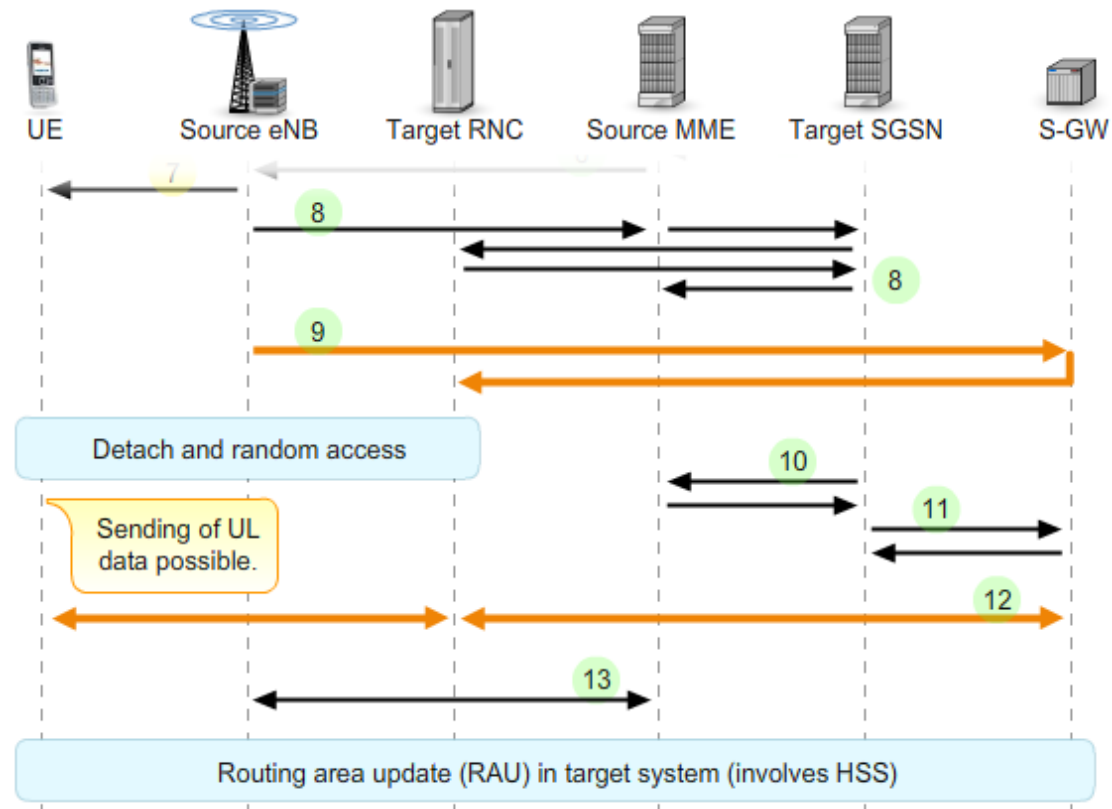 UE
Source eNB
Target RNC
Source MME
Target SGSN
S-GW
7
8
8
9
Detach and random access
10
11
Sending of UL
data possible.
12
13
Routing area update (RAU) in target system (involves HSS)